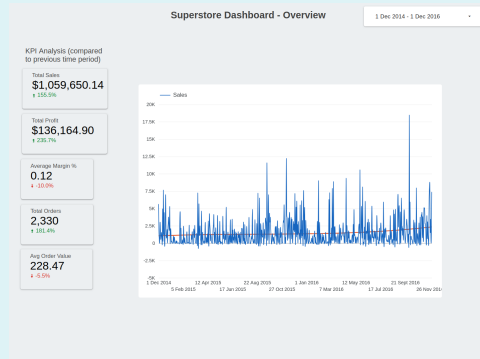 Superstore Dashboard - Overview
1 Dec 2014 - 1 Dec 2016
KPI Analysis (compared
to previous time period)
Total Sales
$1,059,650.14
155.5%
Total Profit
$136,164.90
235.7%
Average Margin %
0.12
-10.0%
Total Orders
2,330
181.4%
Avg Order Value
228.47
-5.5%
Sales
20K
17.5K
15K
12.5K
10K
7.5K
5K
2.5K
0
-2.5K
-5K
1 Dec 2014
12 Apr 2015
22 Aug 2015
1 Jan 2016
12 May 2016
21 Sept 2016
5 Feb 2015
17 Jun 2015
27 Oct 2015
7 Mar 2016
17 Jul 2016
26 Nov 201